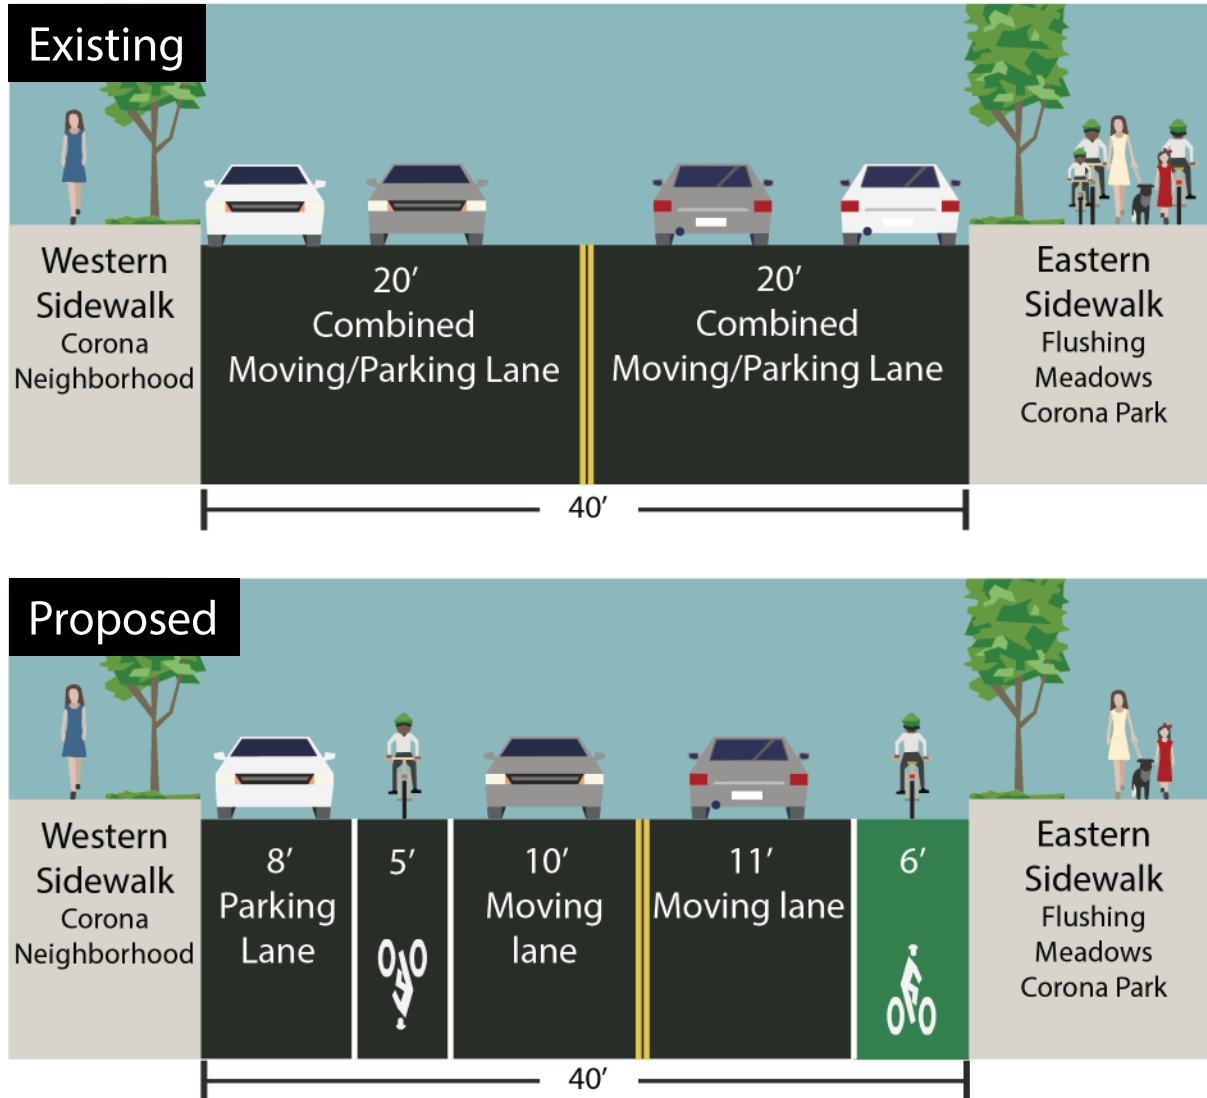 Existing
Western
Sidewalk
Corona
Neighborhood
20’
Combined
Moving/Parking Lane
20’
Combined
Moving/Parking Lane
Eastern
Sidewalk
Flushing
Meadows
Corona Park
40’
Proposed
Western
Sidewalk
Corona
Neighborhood
8’
Parking
Lane
5’
10’
Moving
lane
11’
Moving lane
6’
Eastern
Sidewalk
Flushing
Meadows
Corona Park
40’